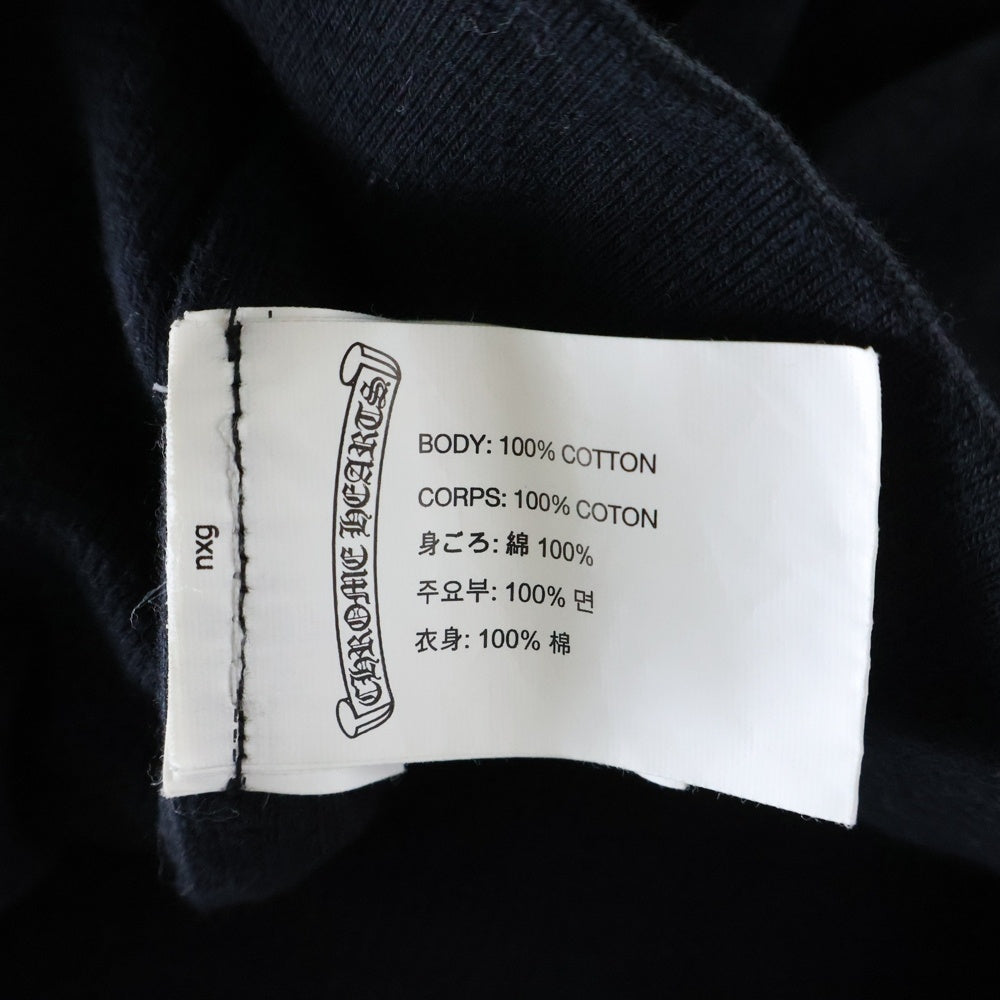 nxg
CHROME HEARTS
BODY: 100% COTTON
CORPS: 100% COTON
身ごろ: 綿 100%
주요부: 100% 면
衣身: 100% 棉